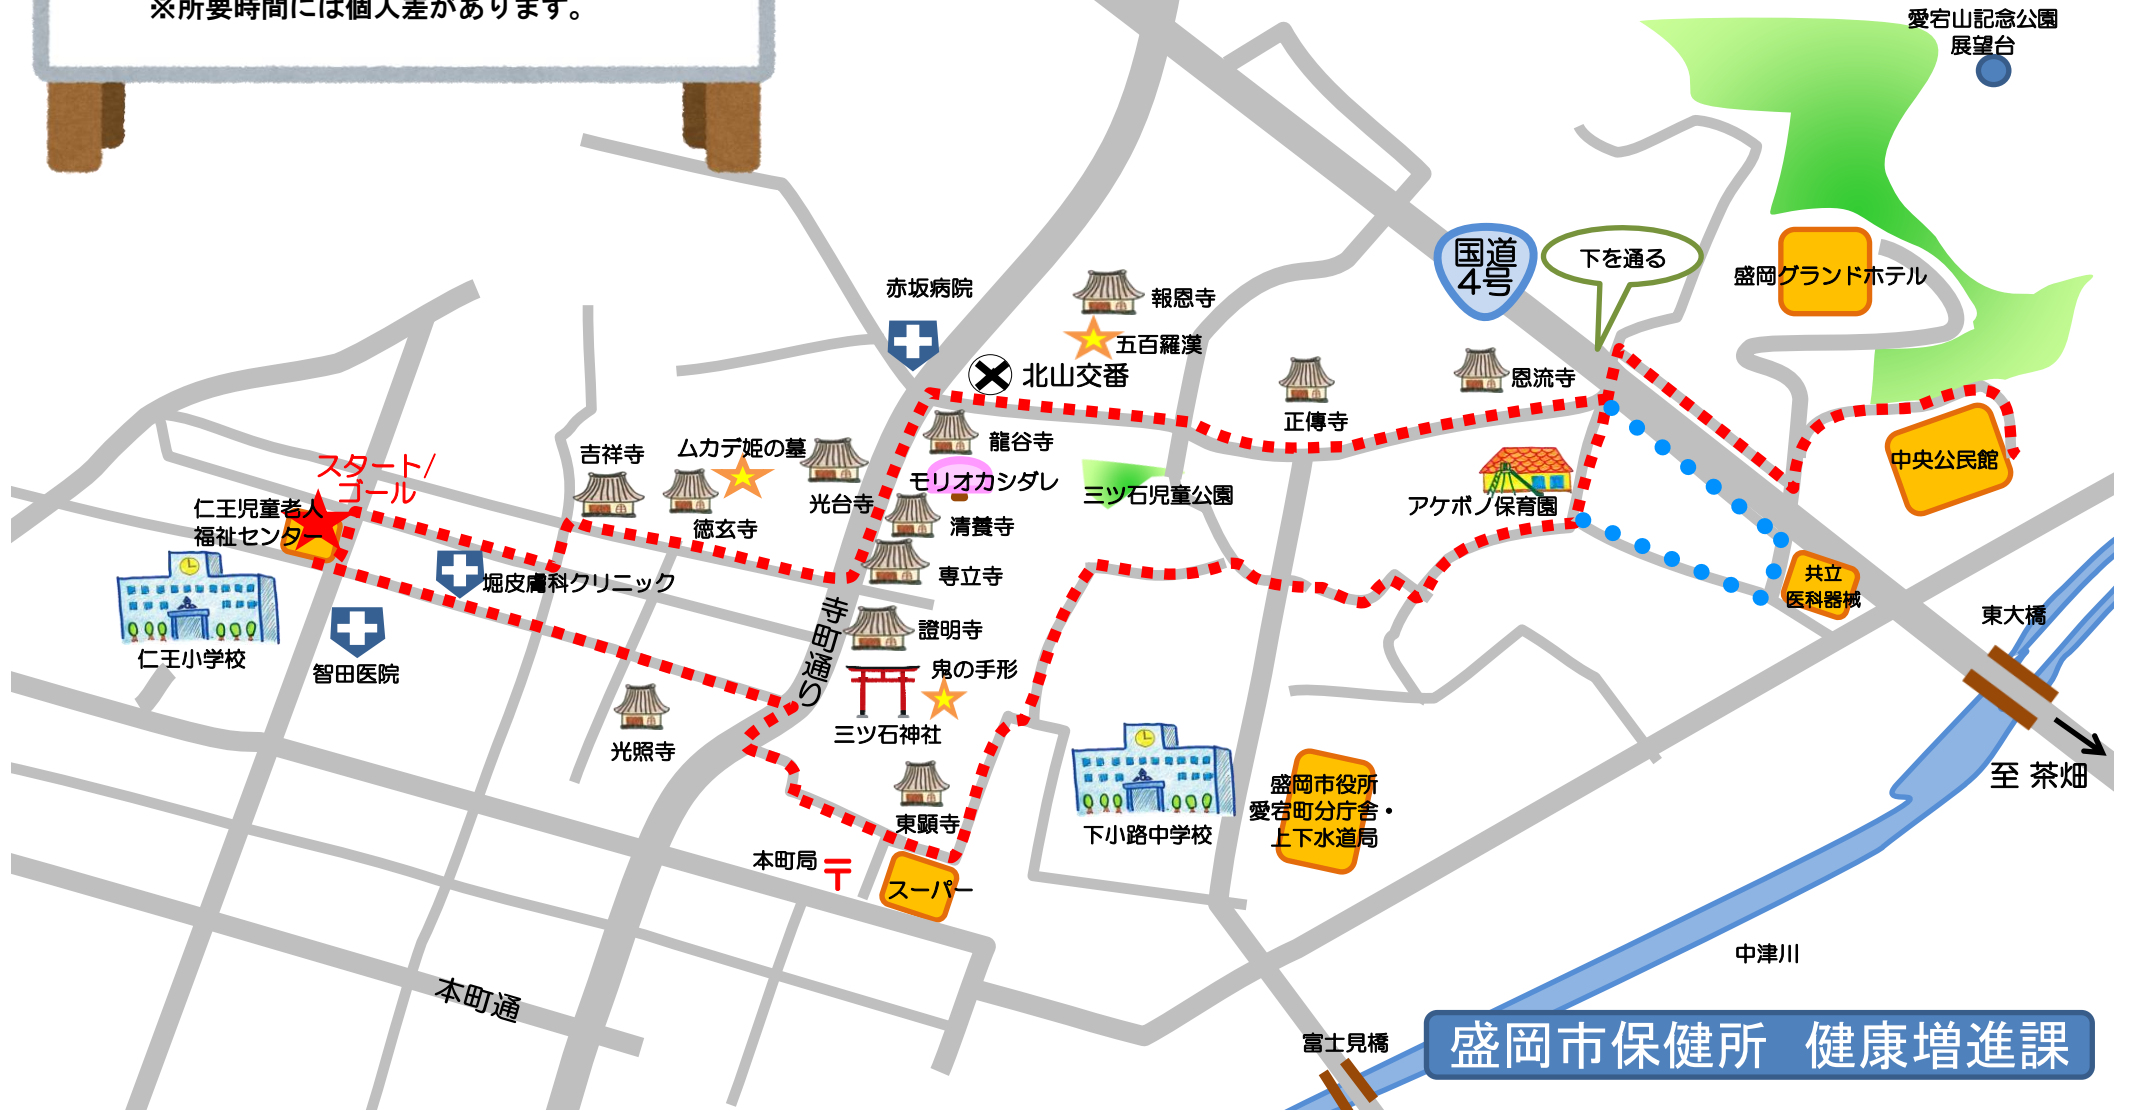 ※所要時間には個人差があります。
愛宕山記念公園
展望台
国道
4号
下を通る
盛岡グランドホテル
赤坂病院
報恩寺
五百羅漢
北山交番
恩流寺
正傳寺
龍谷寺
モリオカシダレ
三ツ石児童公園
アケボノ保育園
中央公民館
吉祥寺
ムカデ姫の墓
徳玄寺
光台寺
清養寺
専立寺
スタート/
ゴール
仁王児童老人
福祉センター
堀皮膚科クリニック
仁王小学校
智田医院
寺町通り
證明寺
鬼の手形
三ツ石神社
光照寺
東顕寺
本町局
スーパー
下小路中学校
盛岡市役所
愛宕町分庁舎・
上下水道局
共立
医科器械
東大橋
至 茶畑
中津川
本町通
富士見橋
盛岡市保健所 健康増進課